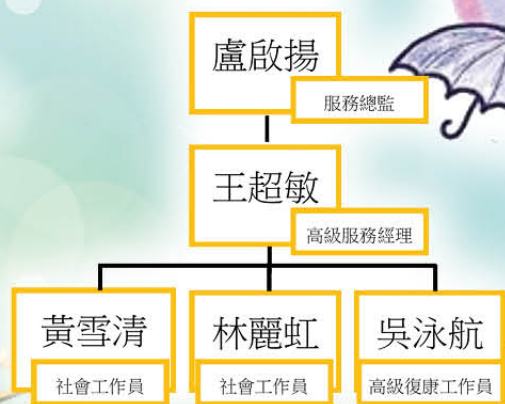 盧啟揚
服務總監
王超敏
高級服務經理
黃雪清
社會工作員
林麗虹
社會工作員
吳泳航
高級復康工作員